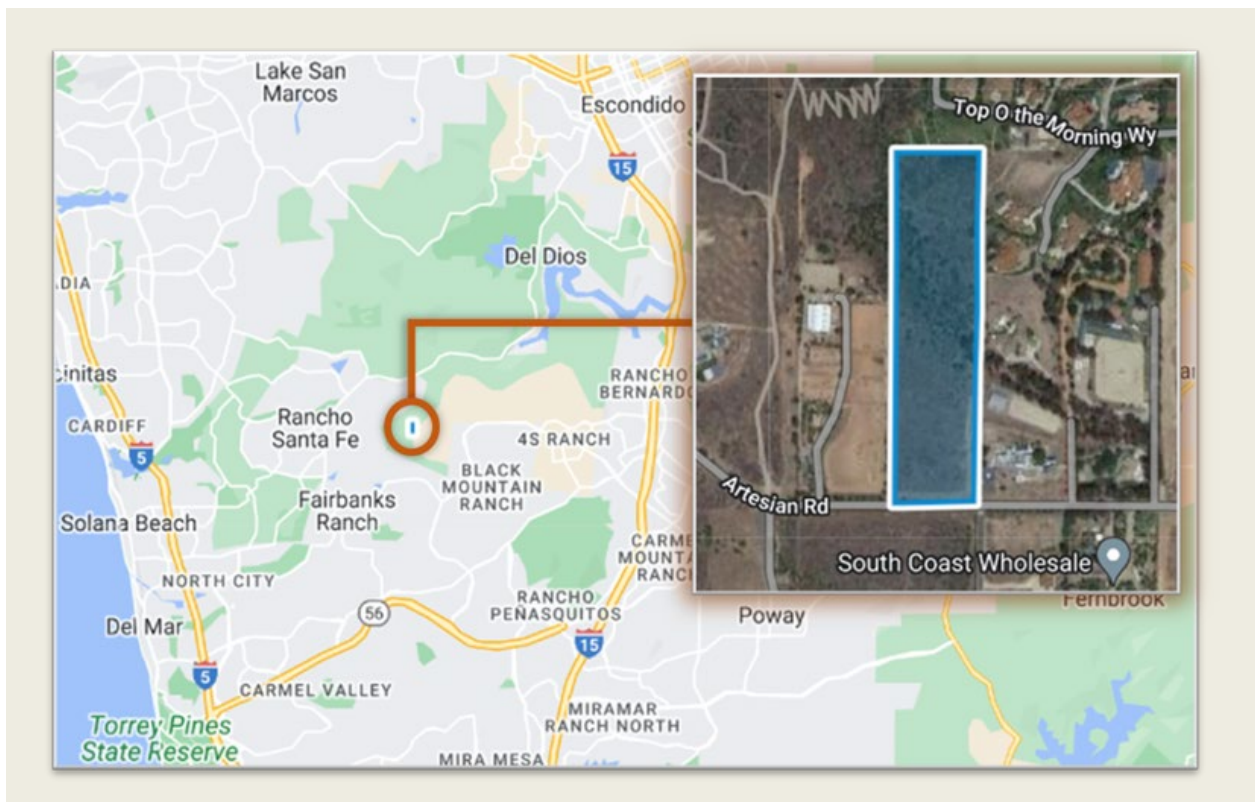 Lake San
Marcos
Escondido
15
Top O the Morning Wy
Del Dios
DIA
cinitas
CARDIFF
5
Rancho
Santa Fe
RANCHO
BERNARDO
4S RANCH
BLACK
MOUNTAIN
RANCH
Fairbanks
Ranch
Solana Beach
Artesian Rd
South Coast Wholesale
CARME
MOUNTA
RANC
NORTH CITY
RANCHO
PEÑASQUITOS
56
Del Mar
15
Poway
Fernbrook
5
CARMEL VALLEY
MIRAMAR
RANCH NORTH
Torrey Pines
State Reserve
MIRA MESA